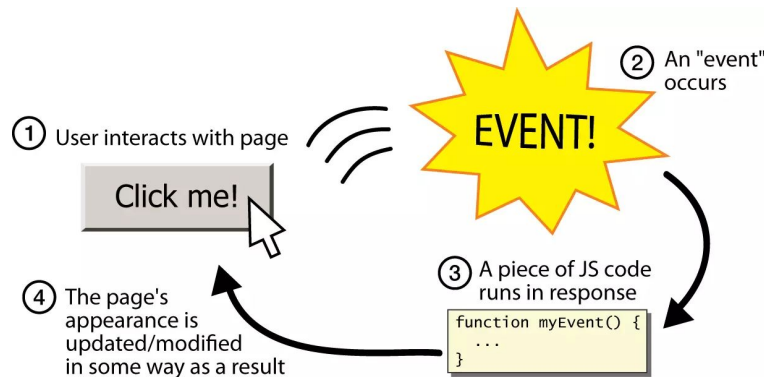 1 User interacts with page
Click me!
EVENT!
2 An "event"
occurs
3 A piece of JS code
runs in response
function myEvent() {
...
}
4 The page's
appearance is
updated/modified
in some way as a result